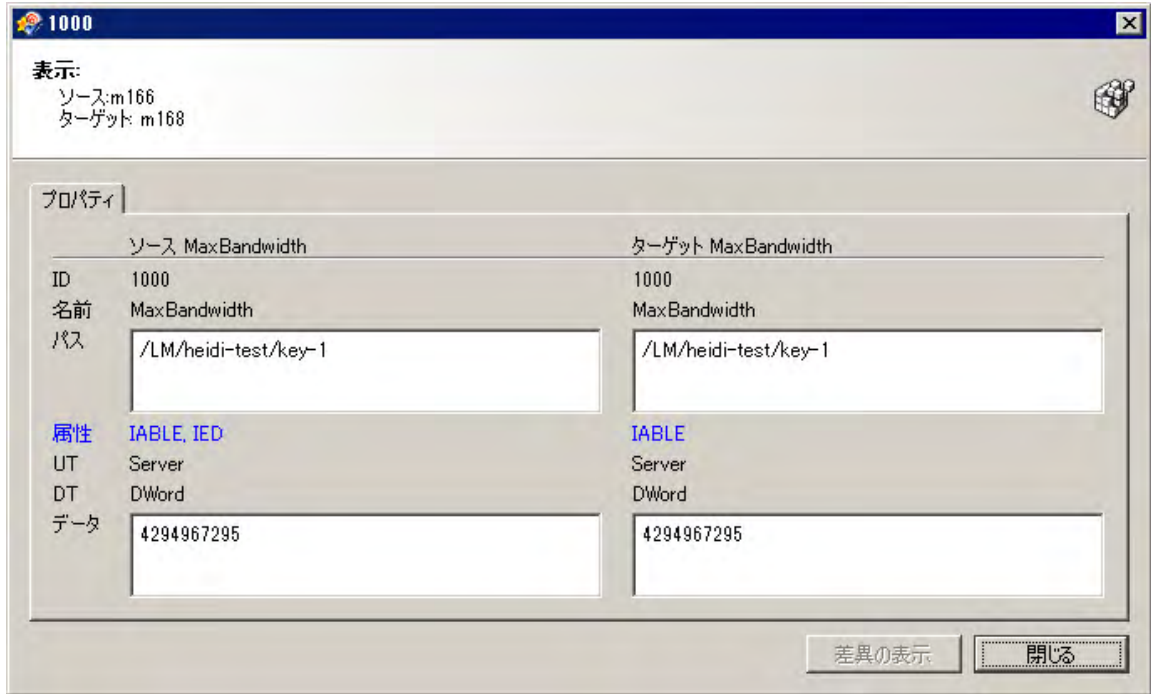 1000
表示:
ソース:m166
ターゲット: m168
プロパティ
ソース MaxBandwidth ターゲット MaxBandwidth
ID 1000 1000
名前 MaxBandwidth MaxBandwidth
パス /LM/heidi-test/key-1 /LM/heidi-test/key-1
属性 IABLE, IED IABLE
UT Server Server
DT DWord DWord
データ 4294967295 4294967295
差異の表示 閉じる